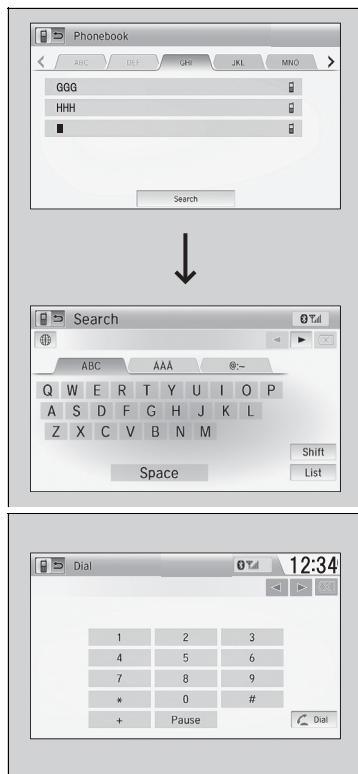 Phonebook
ABC DEF GHI JKL MNO
GGG
HHH
Search
Search
ABC ÀÁÂ @:~
Q W E R T Y U I O P
A S D F G H J K L
Z X C V B N M
Shift
Space List
Dial 12:34
1 2 3
4 5 6
7 8 9
* 0 #
+ Pause Dial